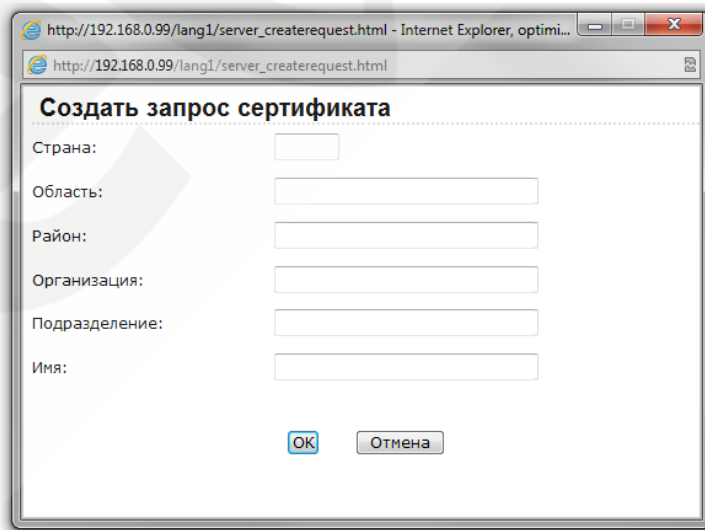 http://192.168.0.99/lang1/server_createrequest.html - Internet Explorer, optimi...
http://192.168.0.99/lang1/server_createrequest.html
Создать запрос сертификата
Страна:
Область:
Район:
Организация:
Подразделение:
Имя:
OK Отмена